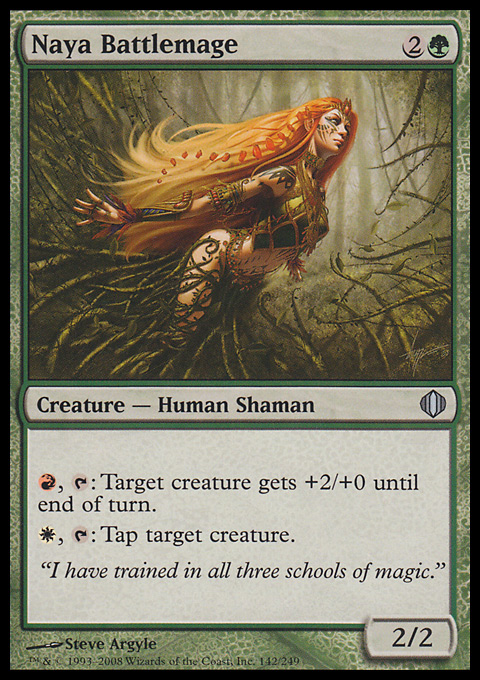 Naya Battlemage 2
Creature — Human Shaman
, : Target creature gets +2/+0 until
end of turn.
, : Tap target creature.
“I have trained in all three schools of magic.”
2/2
Steve Argyle
™ & © 1993–2008 Wizards of the Coast, Inc. 142/249